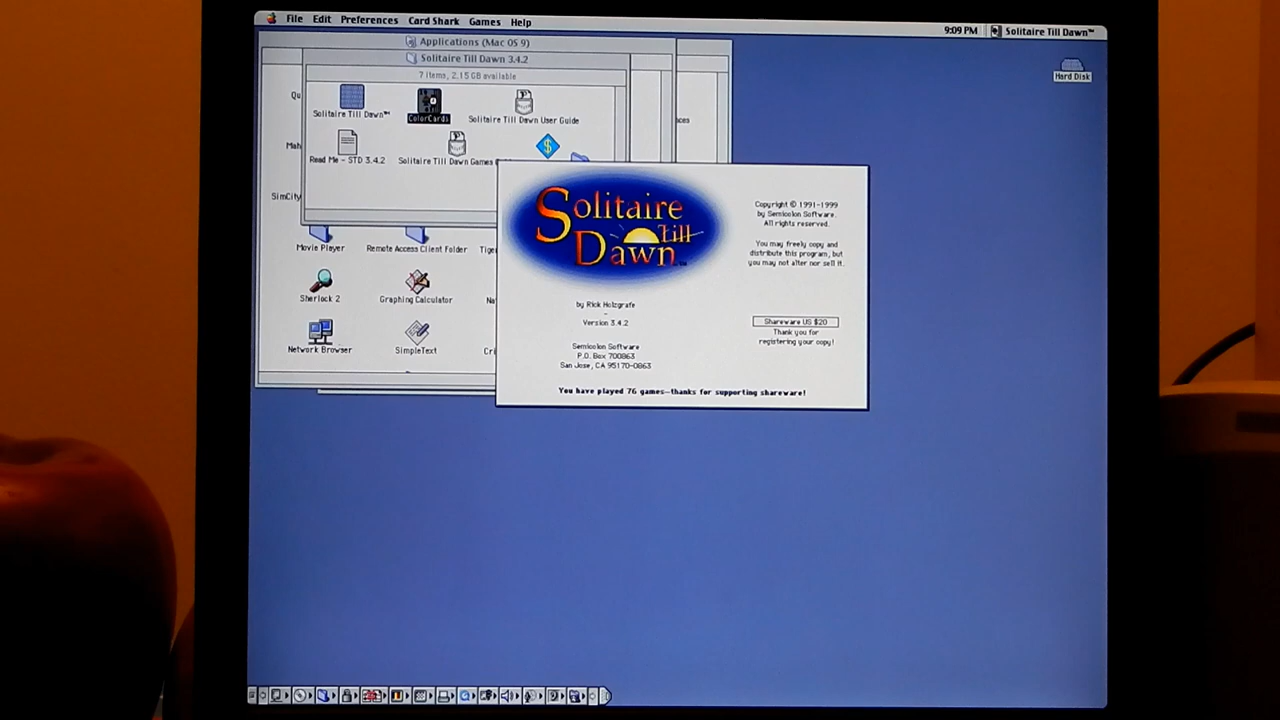 File Edit Preferences Card Shark Games Help
9:09 PM Solitaire Till Dawn™
Applications (Mac OS 9)
Solitaire Till Dawn 3.4.2
7 items, 2.15 GB available
Hard Disk
Qu
Solitaire Till Dawn™
ColorCards
Solitaire Till Dawn User Guide
ces
Mah
Read Me - STD 3.4.2
Solitaire Till Dawn Games
SimCity
Movie Player
Remote Access Client Folder
Tige
Sherlock 2
Graphing Calculator
Na
Network Browser
SimpleText
Cri
Solitaire
Till
Dawn
by Rick Holzgrafe
-
Version 3.4.2
Semicolon Software
P.O. Box 700863
San Jose, CA 95170-0863
Copyright © 1991-1999
by Semicolon Software.
All rights reserved.
You may freely copy and
distribute this program, but
you may not alter nor sell it.
Shareware US $20
Thank you for
registering your copy!
You have played 76 games—thanks for supporting shareware!